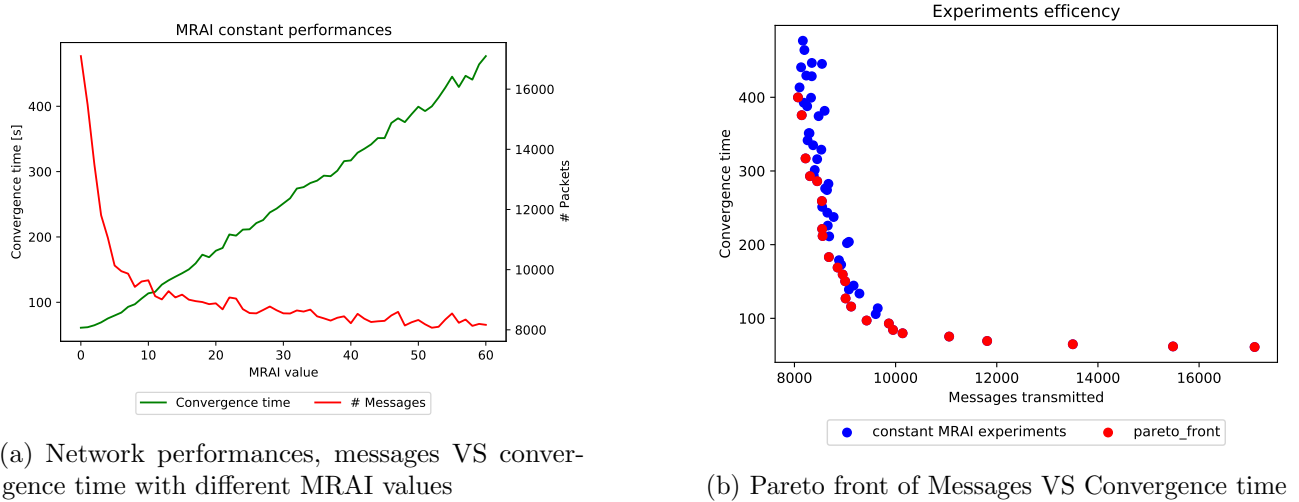 MRAI constant performances
Convergence time [s]
400
300
200
100
16000
14000
12000
10000
8000
# Packets
0 10 20 30 40 50 60
MRAI value
Convergence time # Messages
(a) Network performances, messages VS conver-
gence time with different MRAI values
Experiments efficency
Convergence time
400
300
200
100
8000 10000 12000 14000 16000
Messages transmitted
constant MRAI experiments pareto_front
(b) Pareto front of Messages VS Convergence time